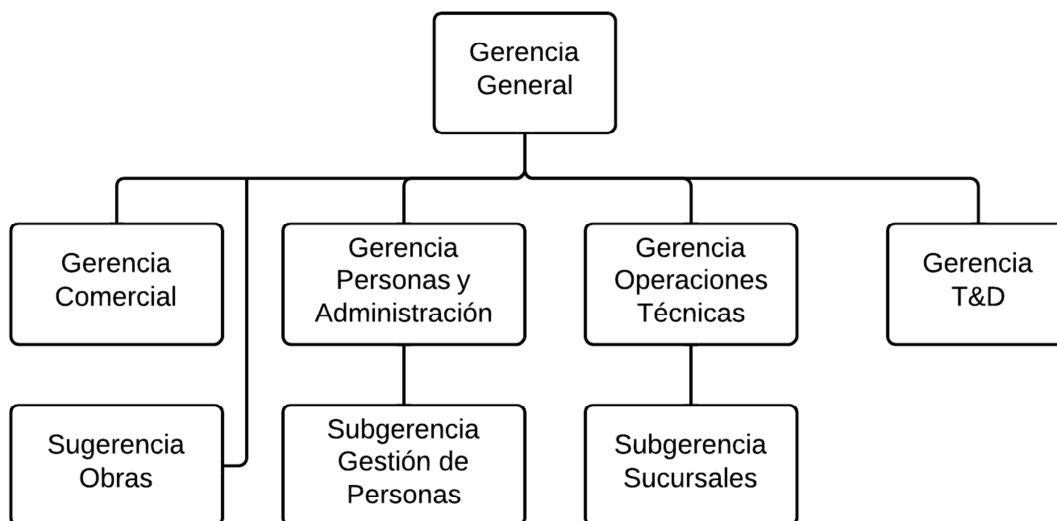 Gerencia
General
Gerencia
Comercial
Gerencia
Personas y
Administración
Gerencia
Operaciones
Técnicas
Gerencia
T&D
Sugerencia
Obras
Subgerencia
Gestión de
Personas
Subgerencia
Sucursales